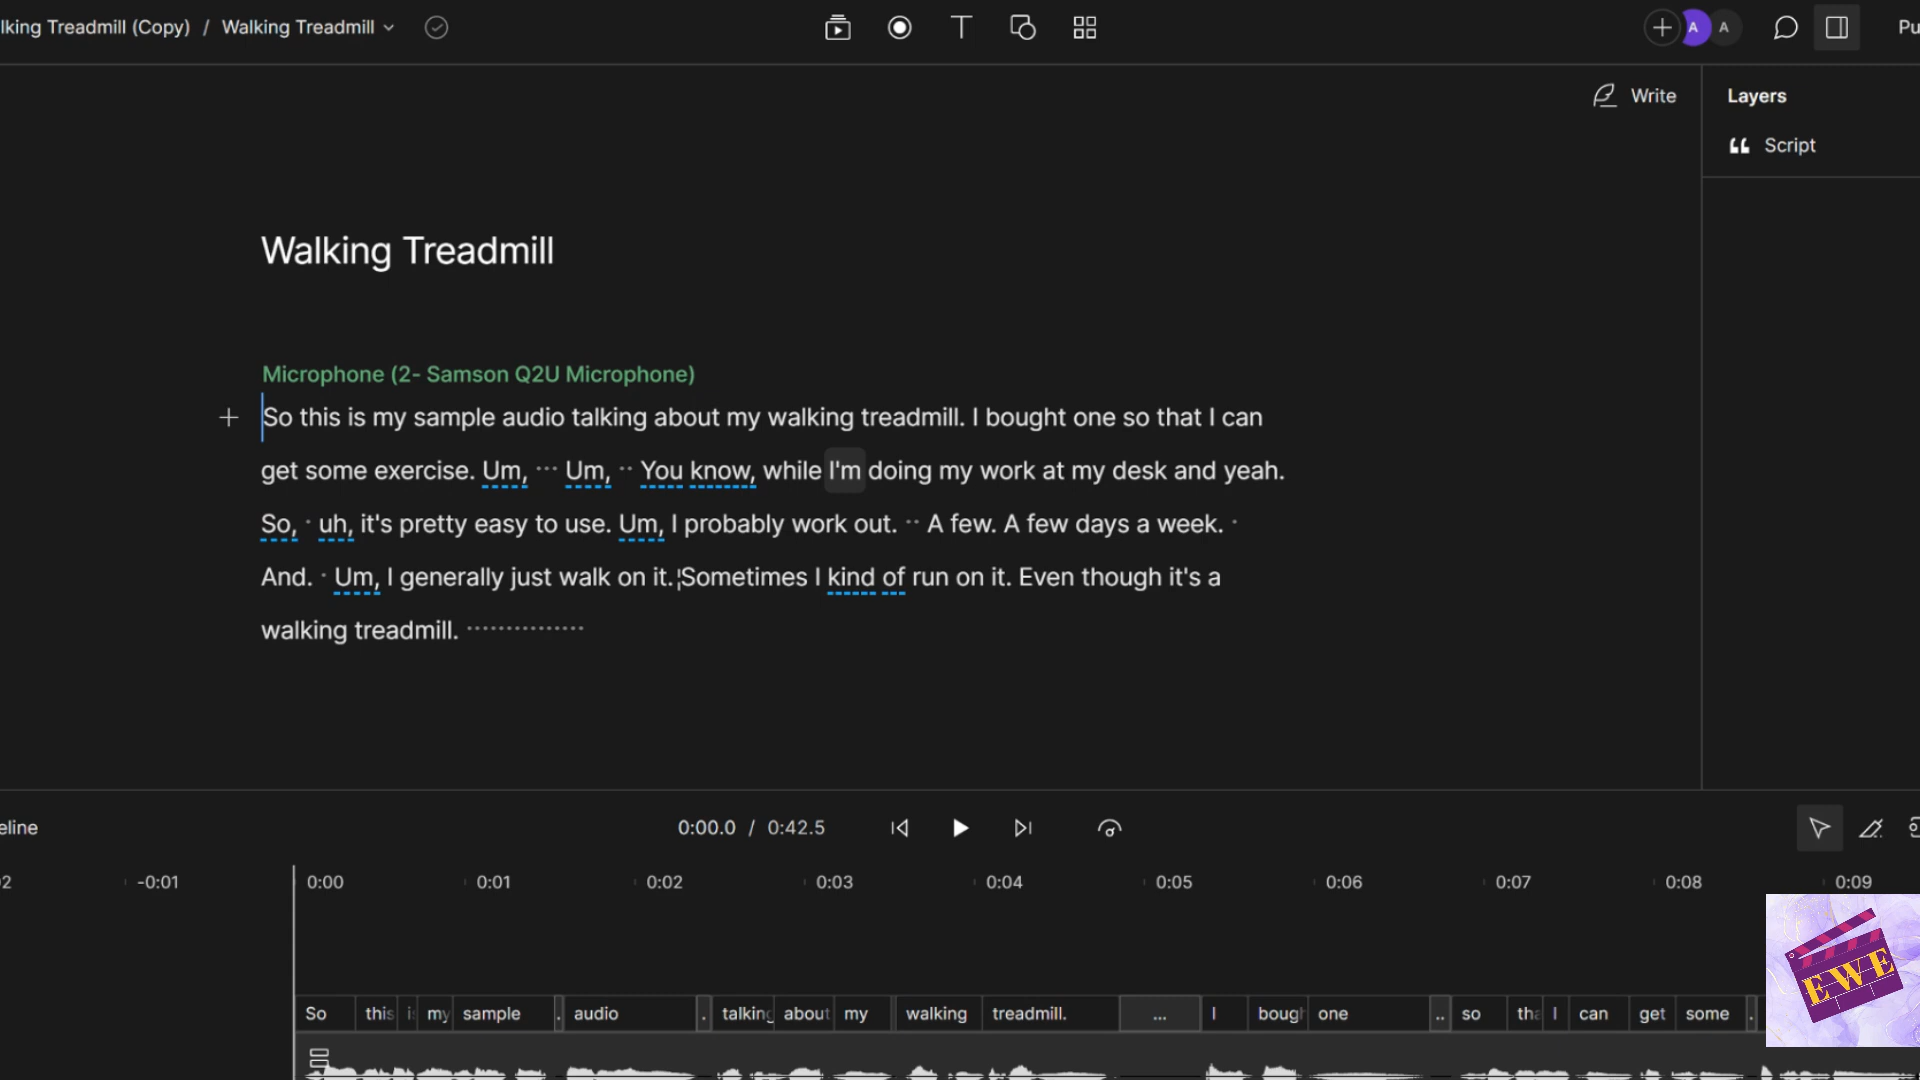 lking Treadmill (Copy) / Walking Treadmill
A A
Pu
Write
Layers
Script
Walking Treadmill
Microphone (2- Samson Q2U Microphone)
So this is my sample audio talking about my walking treadmill. I bought one so that I can
get some exercise. Um, ··· Um, ·· You know, while I'm doing my work at my desk and yeah.
So, · uh, it's pretty easy to use. Um, I probably work out. ·· A few. A few days a week. ·
And. · Um, I generally just walk on it. Sometimes I kind of run on it. Even though it's a
walking treadmill. ···············
eline
0:00.0 / 0:42.5
2 -0:01 0:00 0:01 0:02 0:03 0:04 0:05 0:06 0:07 0:08 0:09
So this i my sample . audio . talking about my walking treadmill. ... I bough one .. so tha I can get some .
EWE